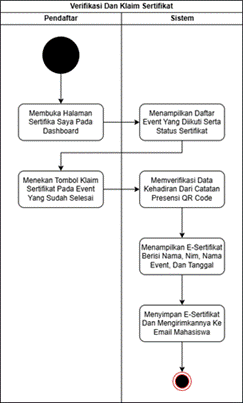 Verifikasi Dan Klaim Sertifikat
Pendaftar
Sistem
Membuka Halaman
Sertifika Saya Pada
Dashboard
Menampilkan Daftar
Event Yang Diikuti Serta
Status Sertifikat
Menekan Tombol Klaim
Sertifikat Pada Event
Yang Sudah Selesai
Memverifikasi Data
Kehadiran Dari Catatan
Presensi QR Code
Menampilkan E-Sertifikat
Berisi Nama, Nim, Nama
Event, Dan Tanggal
Menyimpan E-Sertifikat
Dan Mengirimkannya Ke
Email Mahasiswa